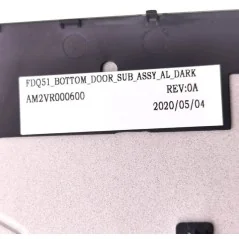 FDQ51_BOTTOM_DOOR_SUB_ASSY_AL_DARK
AM2VR000600 REV:0A
2020/05/04